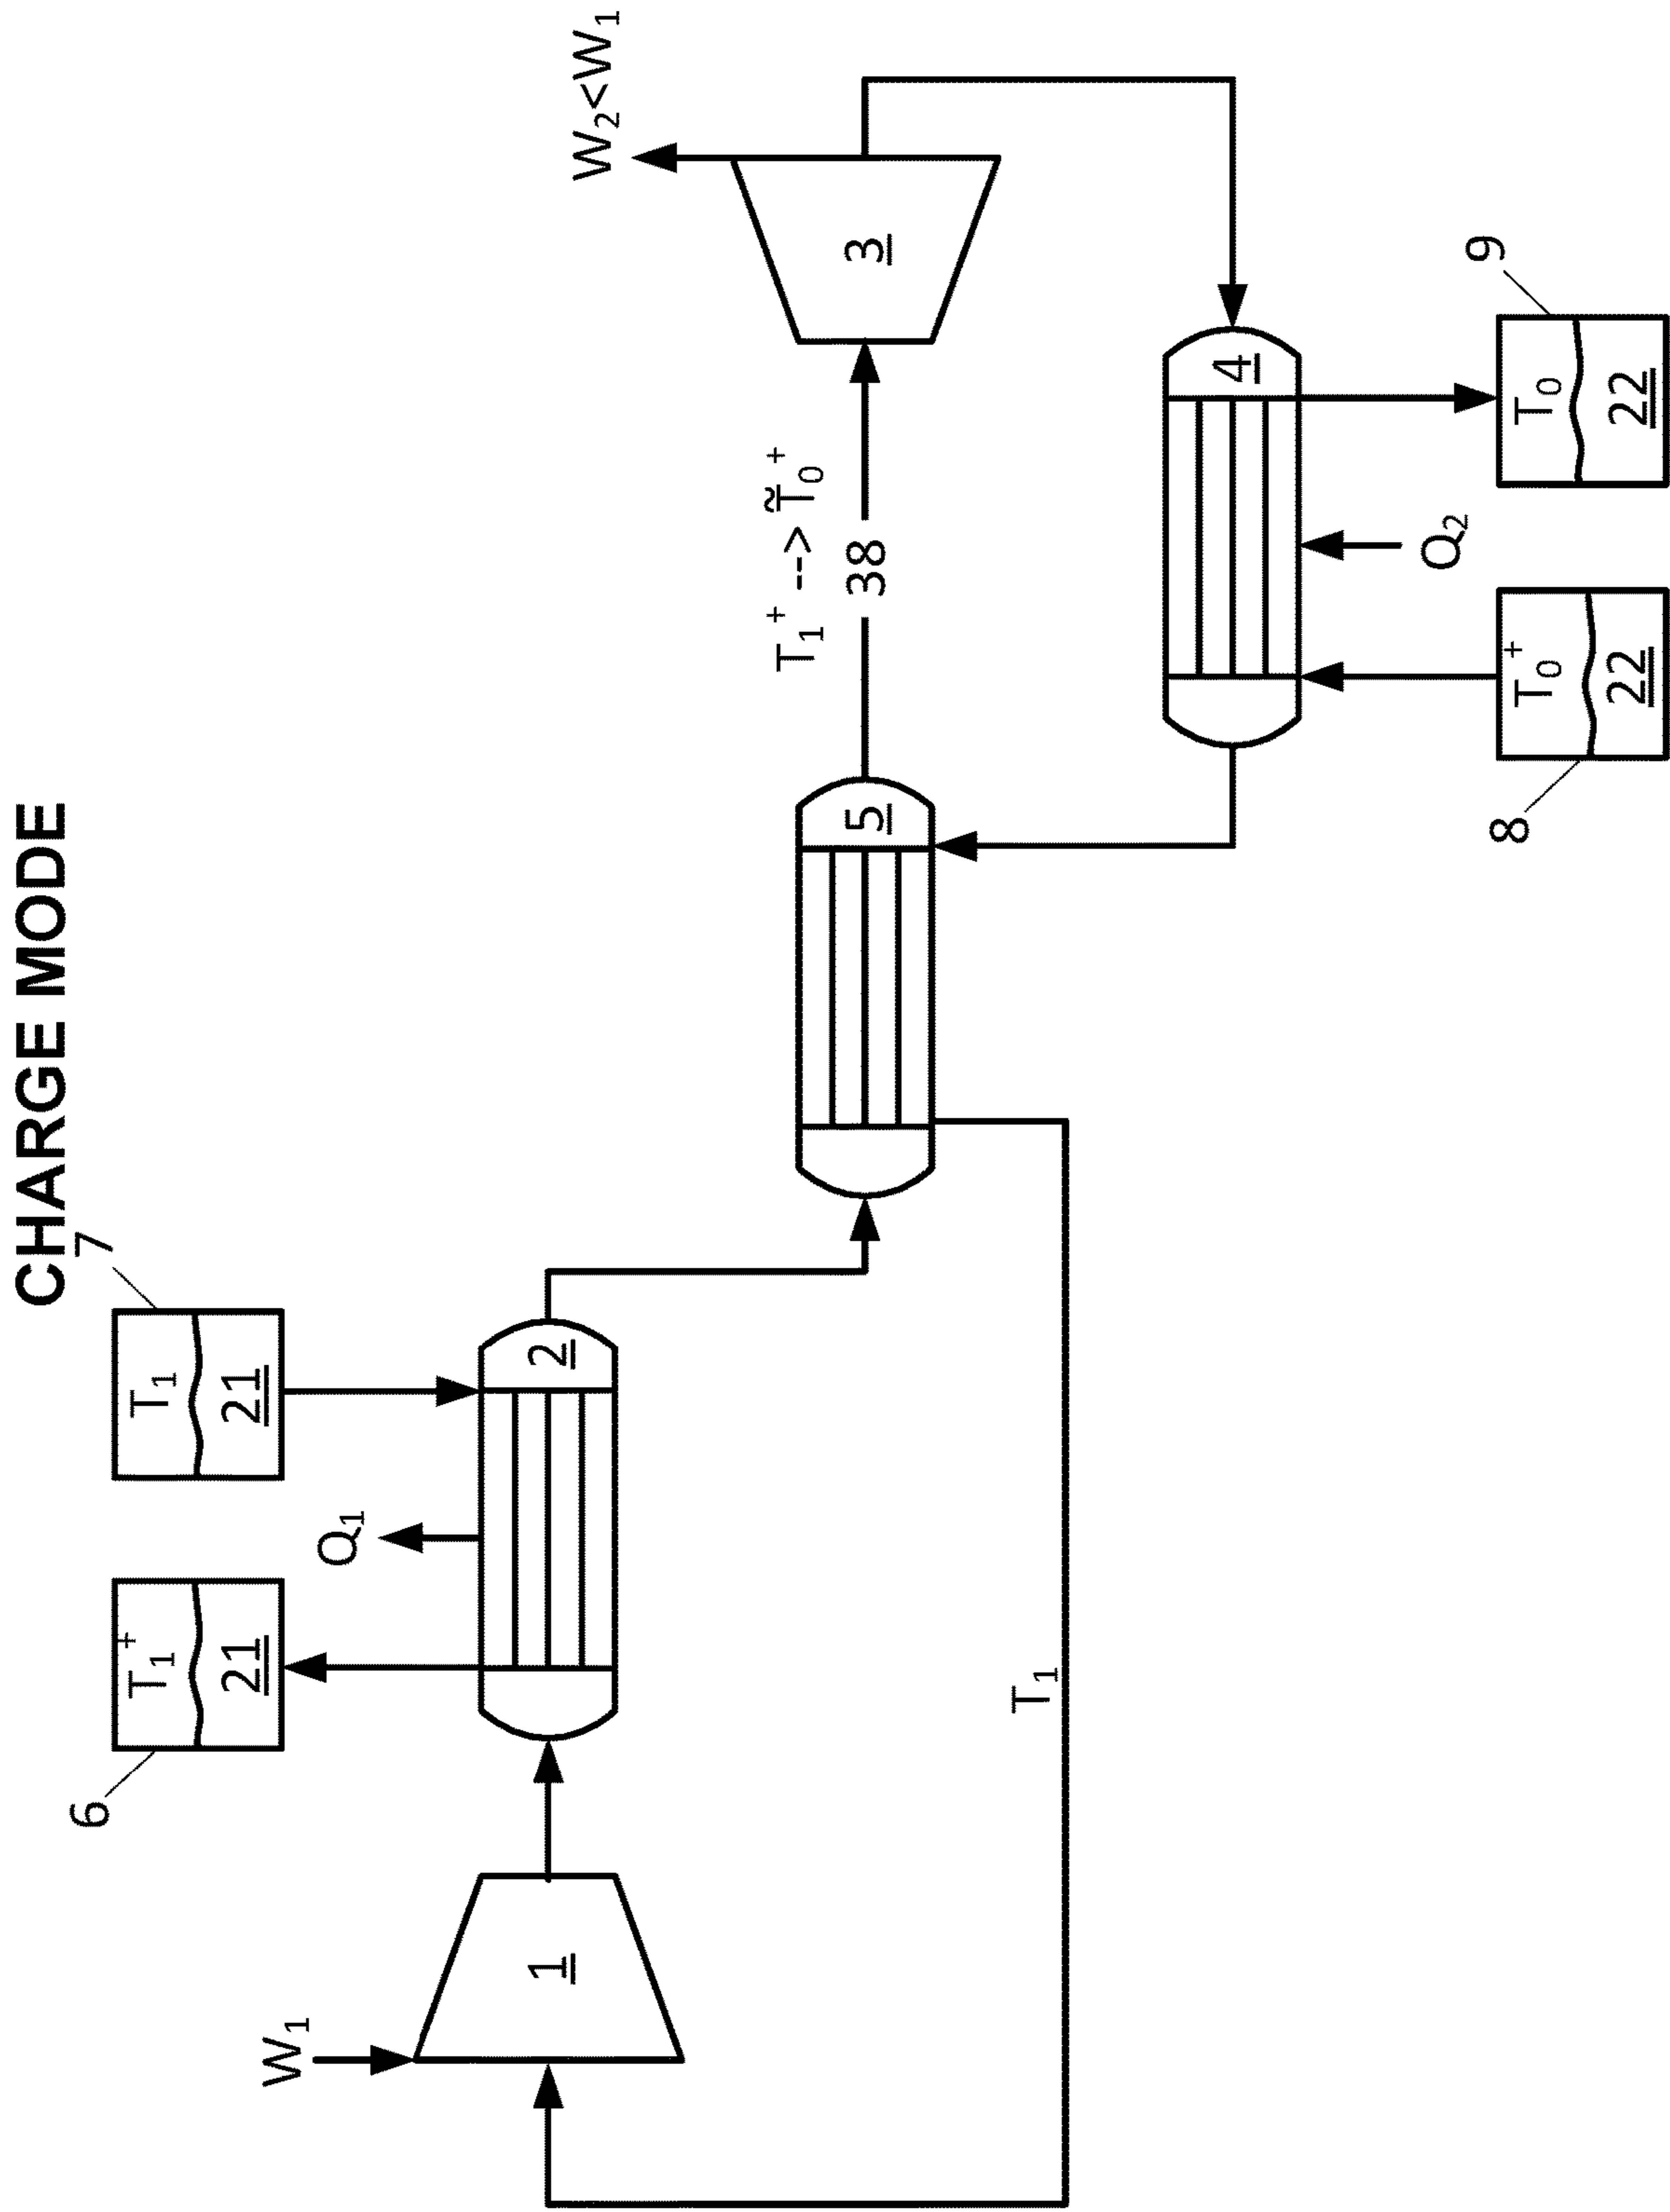 CHARGE MODE
6
7
T₁⁺
T₁
21
21
W₁
Q₁
1
2
W₂<W₁
T₁⁺ --> T̃₀⁺
5
38
3
T₁
4
Q₂
8
9
T₀⁺
T₀
22
22